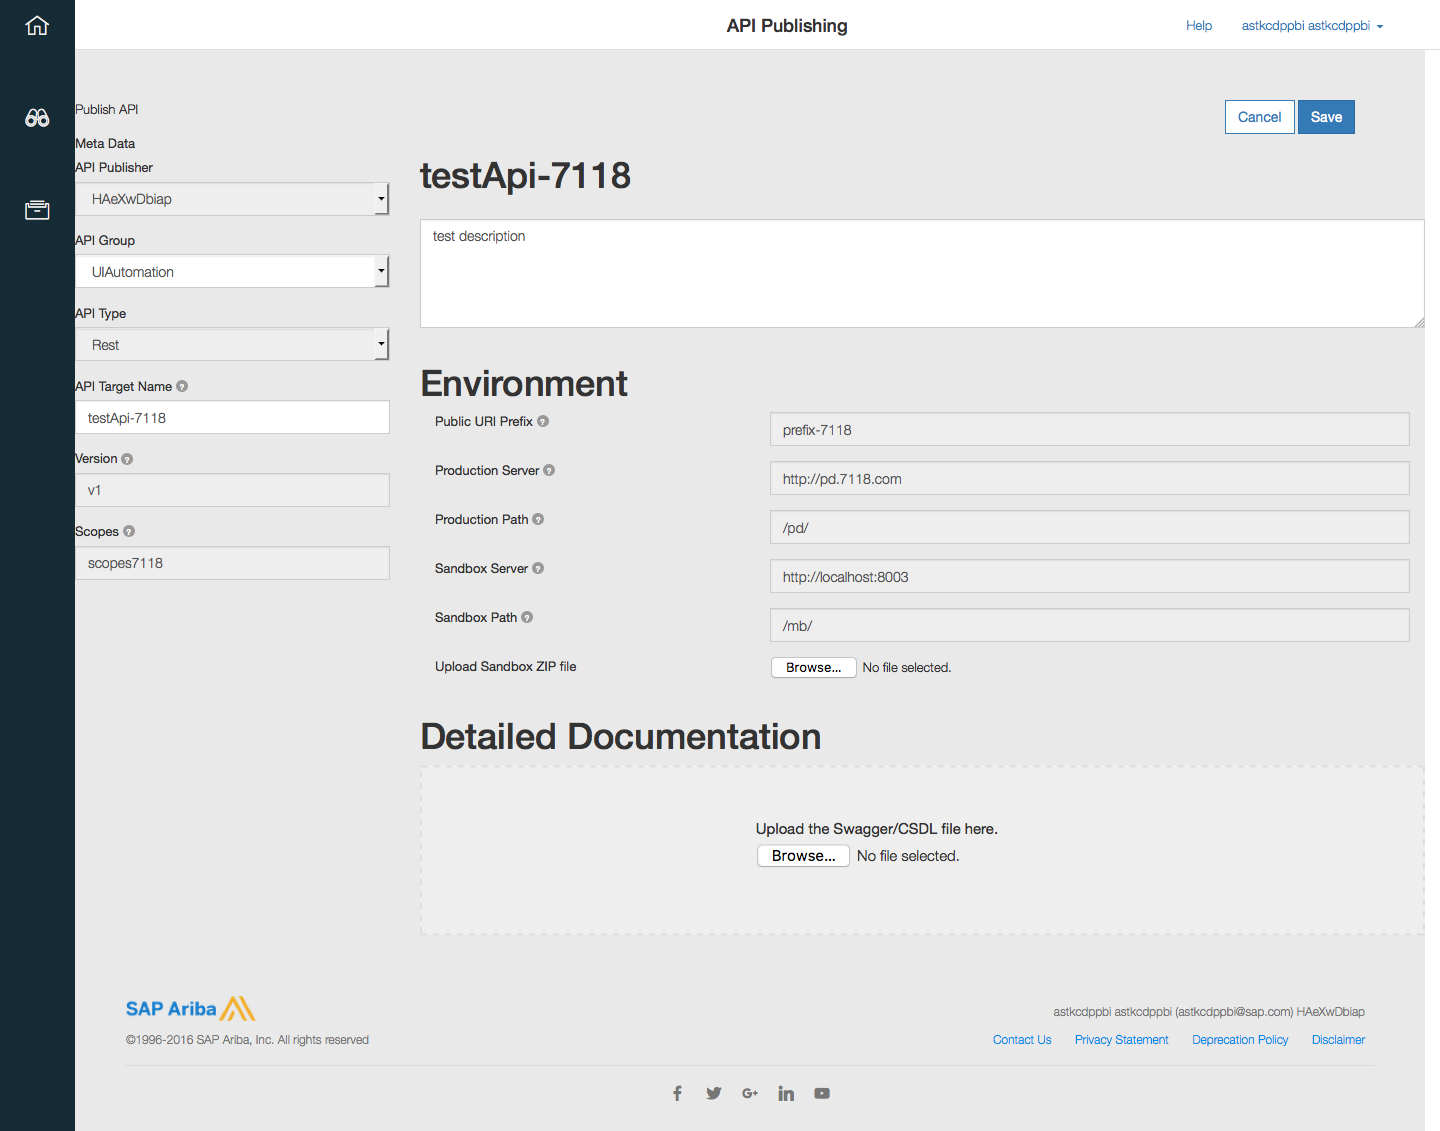 API Publishing
Help
astkcdppbi astkcdppbi
Publish API
Cancel
Save
Meta Data
API Publisher
HAeXwDbiap
API Group
UIAutomation
API Type
Rest
API Target Name
testApi-7118
Version
v1
Scopes
scopes7118
testApi-7118
test description
Environment
Public URI Prefix
prefix-7118
Production Server
http://pd.7118.com
Production Path
/pd/
Sandbox Server
http://localhost:8003
Sandbox Path
/mb/
Upload Sandbox ZIP file
Browse... No file selected.
Detailed Documentation
Upload the Swagger/CSDL file here.
Browse... No file selected.
SAP Ariba
©1996-2016 SAP Ariba, Inc. All rights reserved
astkcdppbi astkcdppbi (astkcdppbi@sap.com) HAeXwDbiap
Contact Us Privacy Statement Deprecation Policy Disclaimer